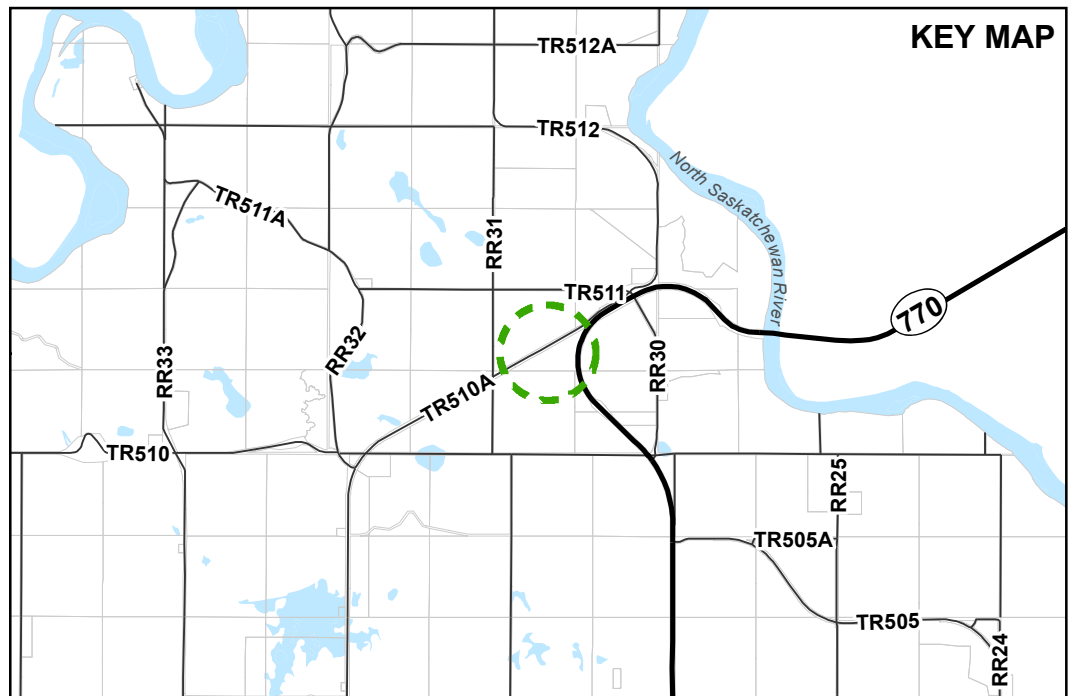 KEY MAP
TR512A
TR512
North Saskatchewan River
TR511A
RR31
TR511
770
RR33
RR32
RR30
TR510A
TR510
RR25
TR505A
TR505
RR24